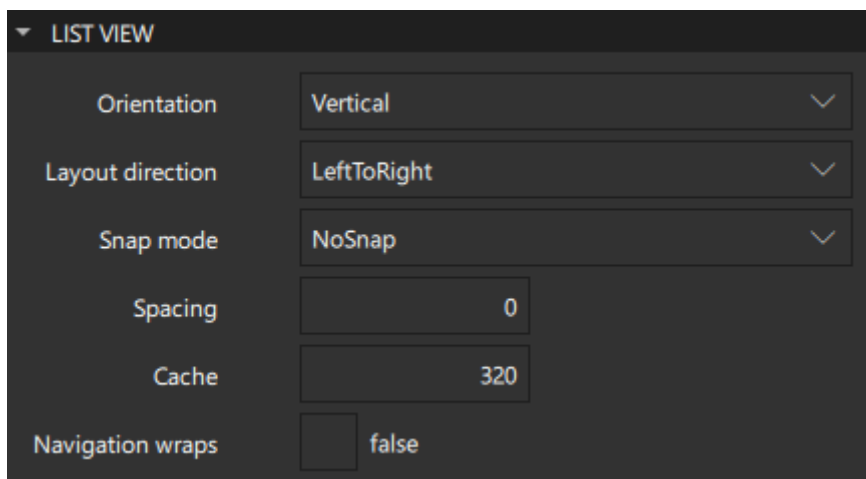 LIST VIEW
Orientation Vertical
Layout direction LeftToRight
Snap mode NoSnap
Spacing 0
Cache 320
Navigation wraps false